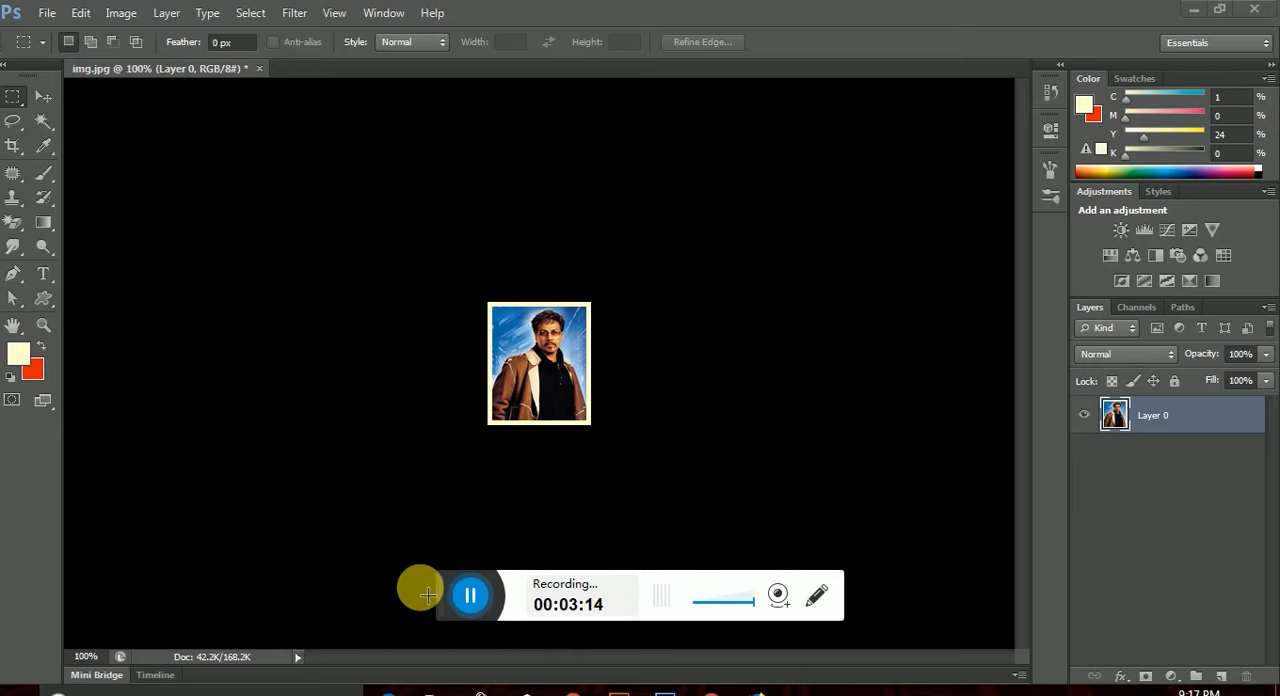 Ps File Edit Image Layer Type Select Filter View Window Help
Feather: 0 px Anti-alias Style: Normal Width: Height: Refine Edge... Essentials
img.jpg @ 100% (Layer 0, RGB/8#) * ×
Color Swatches
C 1 %
M 0 %
Y 24 %
K 0 %
Adjustments Styles
Add an adjustment
Layers Channels Paths
Kind
Normal Opacity: 100%
Lock: Fill: 100%
Layer 0
Recording...
00:03:14
100% Doc: 42.2K/168.2K
Mini Bridge Timeline
9:17 PM